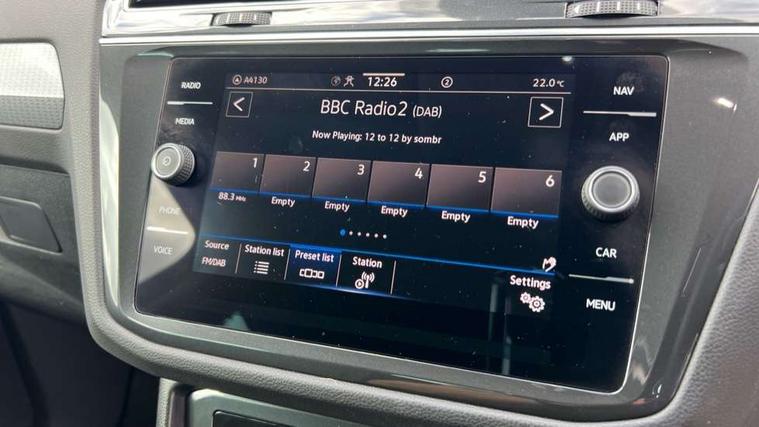 RADIO
MEDIA
PHONE
VOICE
A4130 12:26 2 22.0 °C
BBC Radio2 (DAB)
Now Playing: 12 to 12 by sombr
1 2 3 4 5 6
88.3 MHz Empty Empty Empty Empty Empty
Source Station list Preset list Station
FM/DAB
Settings
NAV
APP
CAR
MENU